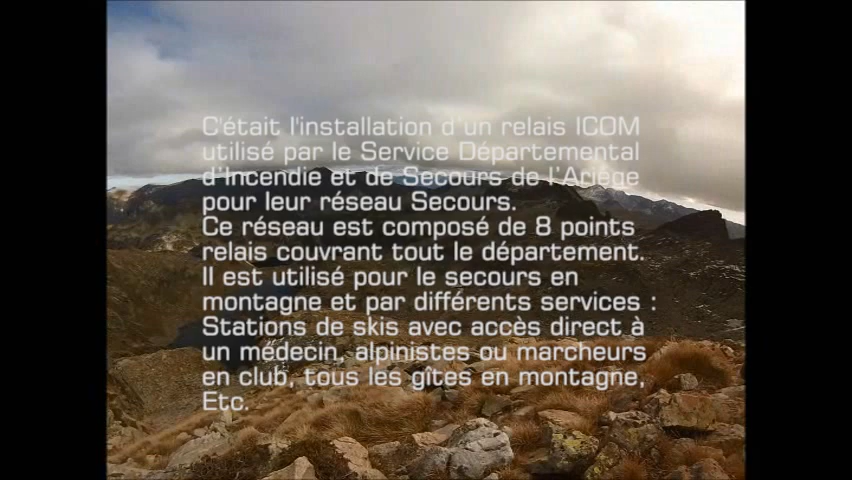 C'était l'installation d'un relais ICOM
utilisé par le Service Départemental
d'Incendie et de Secours de l'Ariége
pour leur réseau Secours.
Ce réseau est composé de 8 points
relais couvrant tout le département.
Il est utilisé pour le secours en
montagne et par différents services :
Stations de skis avec accès direct à
un médecin, alpinistes ou marcheurs
en club, tous les gîtes en montagne,
Etc.